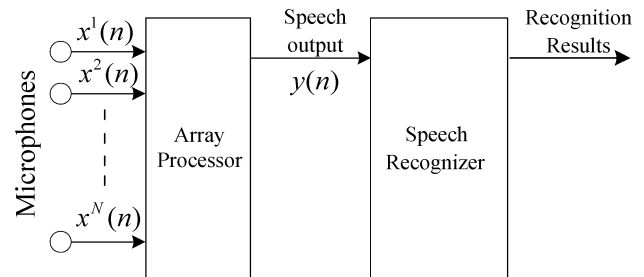 Microphones
x¹(n)
x²(n)
xᴺ(n)
Array
Processor
Speech
output
y(n)
Speech
Recognizer
Recognition
Results